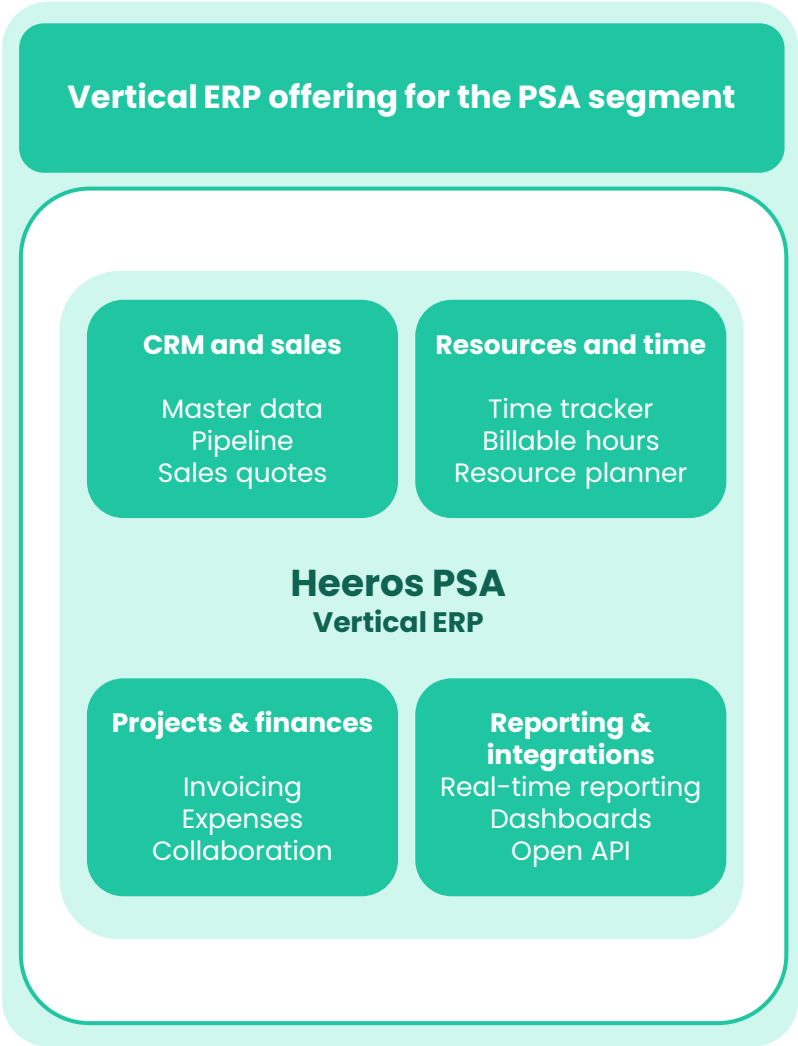 Vertical ERP offering for the PSA segment
CRM and sales
Master data
Pipeline
Sales quotes
Resources and time
Time tracker
Billable hours
Resource planner
Heeros PSA
Vertical ERP
Projects & finances
Invoicing
Expenses
Collaboration
Reporting &
integrations
Real-time reporting
Dashboards
Open API